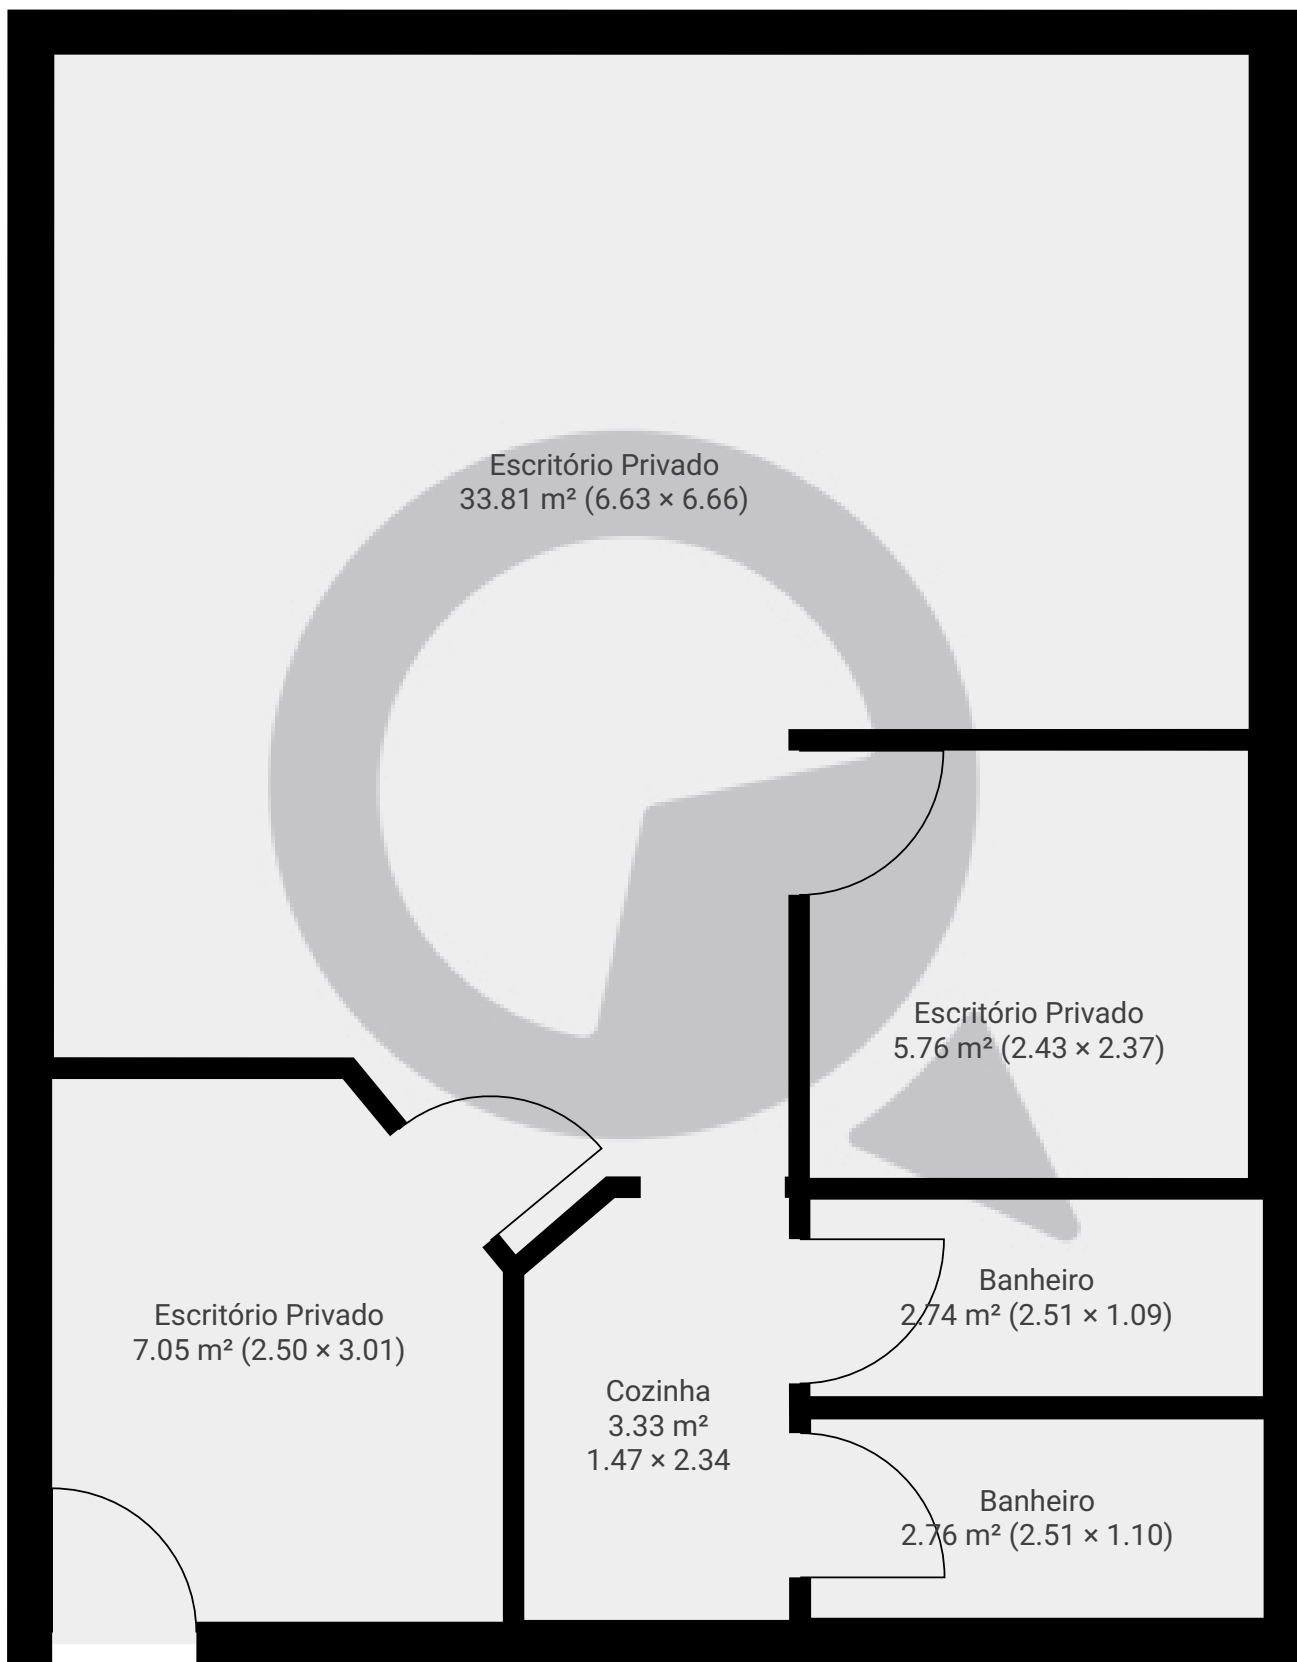 Escritório Privado
33.81 m² (6.63 × 6.66)
Escritório Privado
5.76 m² (2.43 × 2.37)
Banheiro
2.74 m² (2.51 × 1.09)
Escritório Privado
7.05 m² (2.50 × 3.01)
Cozinha
3.33 m²
1.47 × 2.34
Banheiro
2.76 m² (2.51 × 1.10)